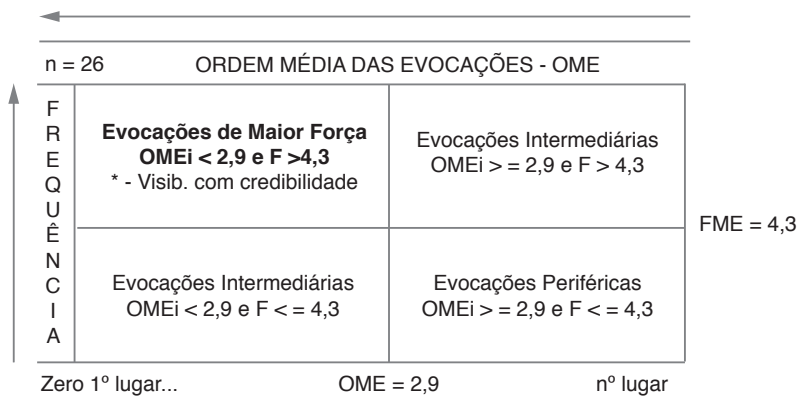 n = 26 ORDEM MÉDIA DAS EVOCAÇÕES - OME
FREQUÊNCIA
Evocações de Maior Força
OMEi < 2,9 e F >4,3
* - Visib. com credibilidade
Evocações Intermediárias
OMEi > = 2,9 e F > 4,3
FME = 4,3
Evocações Intermediárias
OMEi < 2,9 e F < = 4,3
Evocações Periféricas
OMEi > = 2,9 e F < = 4,3
Zero 1º lugar... OME = 2,9 nº lugar